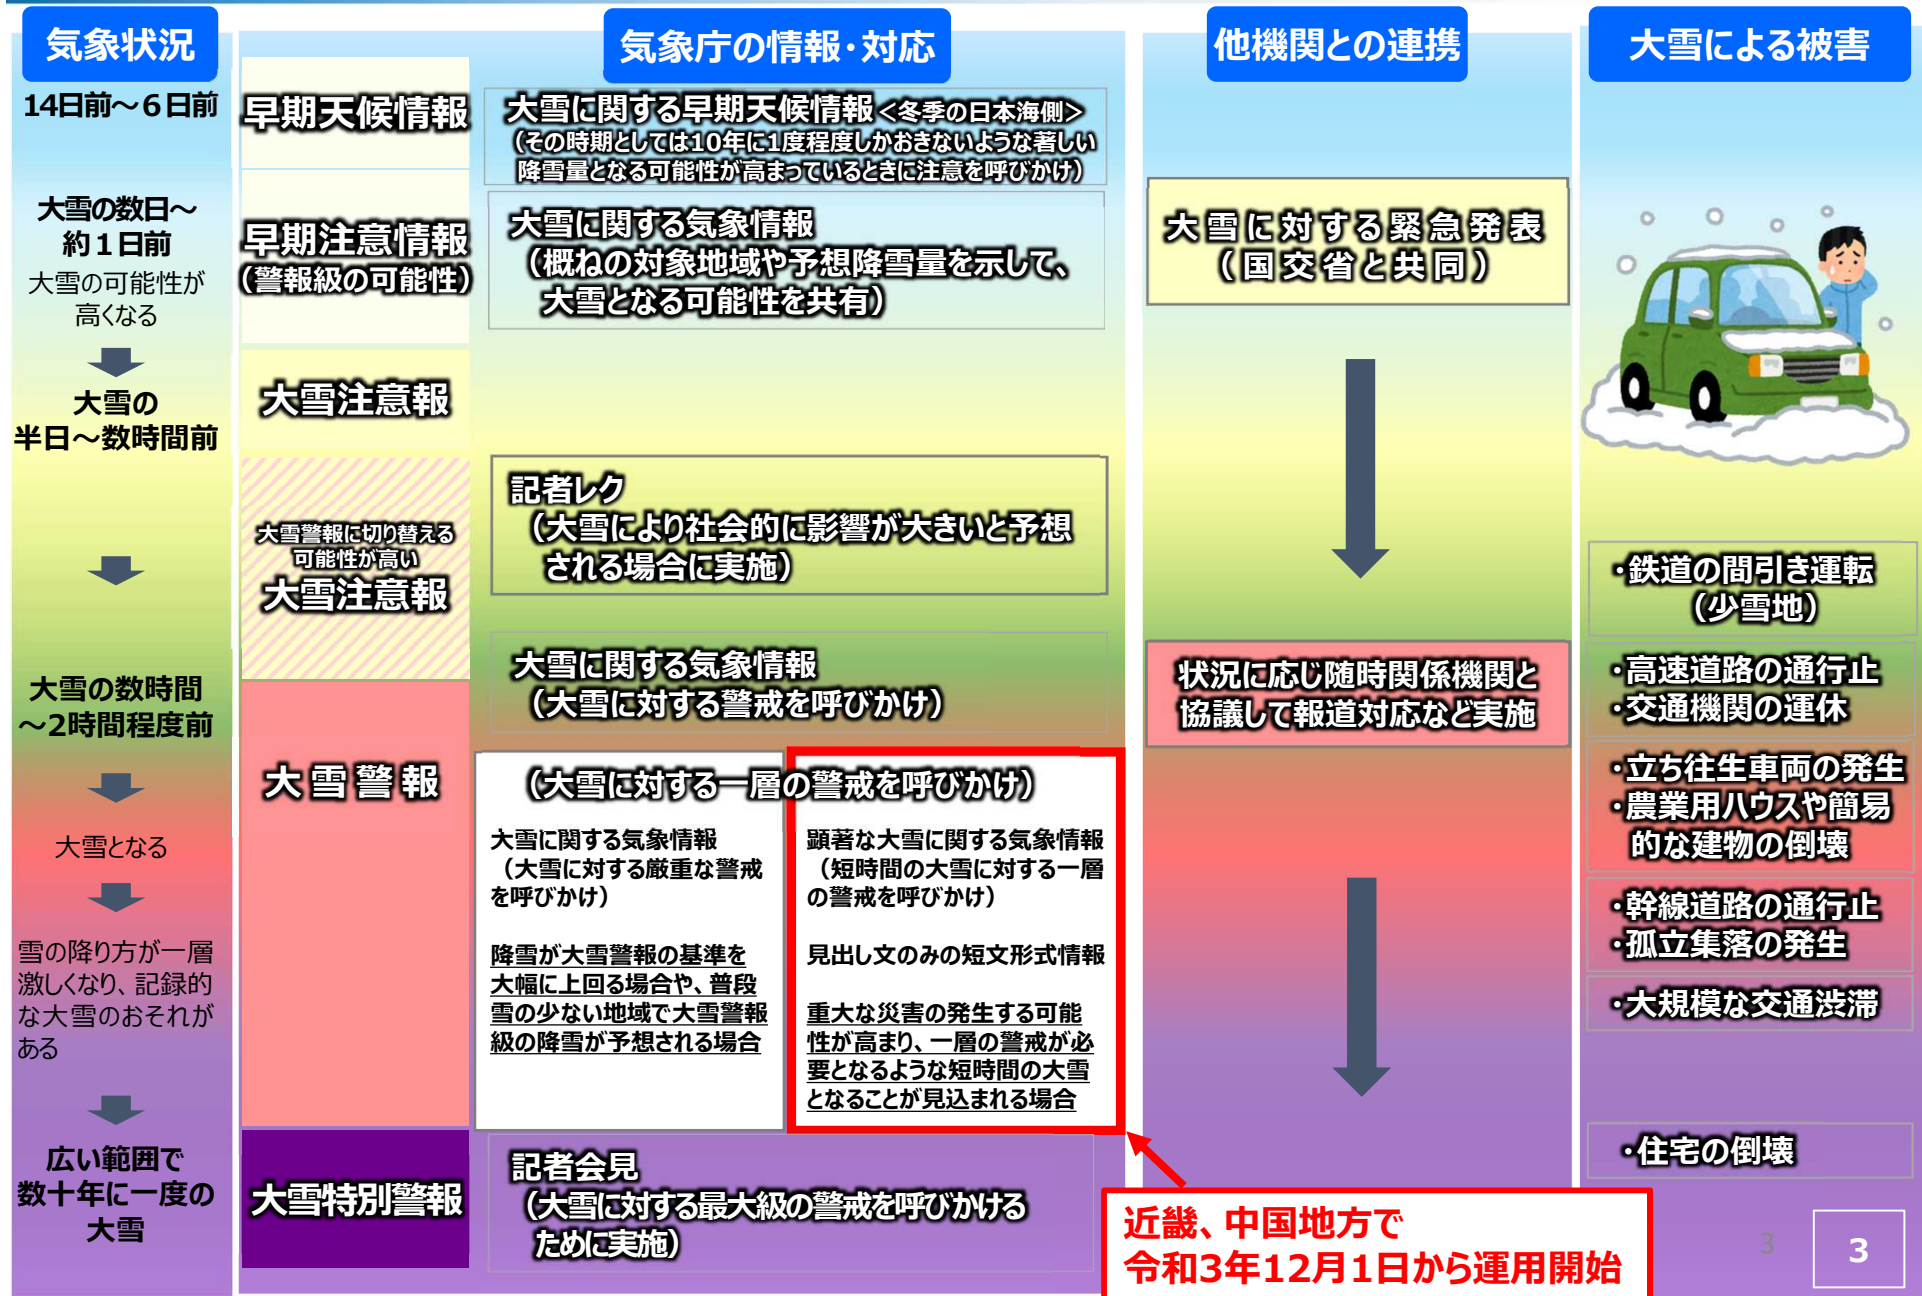 気象状況
14日前～６日前
大雪の数日～
約１日前
大雪の可能性が
高くなる
大雪の
半日～数時間前
大雪の数時間
～2時間程度前
大雪となる
雪の降り方が一層
激しくなり、記録的
な大雪のおそれが
ある
広い範囲で
数十年に一度の
大雪
気象庁の情報・対応
早期天候情報
大雪に関する早期天候情報＜冬季の日本海側＞
（その時期としては10年に1度程度しかおきないような著しい
降雪量となる可能性が高まっているときに注意を呼びかけ）
早期注意情報
（警報級の可能性）
大雪に関する気象情報
（概ねの対象地域や予想降雪量を示して、
大雪となる可能性を共有）
大雪注意報
大雪警報に切り替える
可能性が高い
大雪注意報
記者レク
（大雪により社会的に影響が大きいと予想
される場合に実施）
大雪に関する気象情報
（大雪に対する警戒を呼びかけ）
大雪警報
（大雪に対する一層の警戒を呼びかけ）
大雪に関する気象情報
（大雪に対する厳重な警戒
を呼びかけ）
降雪が大雪警報の基準を
大幅に上回る場合や、普段
雪の少ない地域で大雪警報
級の降雪が予想される場合
顕著な大雪に関する気象情報
（短時間の大雪に対する一層
の警戒を呼びかけ）
見出し文のみの短文形式情報
重大な災害の発生する可能
性が高まり、一層の警戒が必
要となるような短時間の大雪
となることが見込まれる場合
大雪特別警報
記者会見
（大雪に対する最大級の警戒を呼びかける
ために実施）
他機関との連携
大雪に対する緊急発表
（国交省と共同）
状況に応じ随時関係機関と
協議して報道対応など実施
近畿、中国地方で
令和3年12月1日から運用開始
大雪による被害
・鉄道の間引き運転
（少雪地）
・高速道路の通行止
・交通機関の運休
・立ち往生車両の発生
・農業用ハウスや簡易
的な建物の倒壊
・幹線道路の通行止
・孤立集落の発生
・大規模な交通渋滞
・住宅の倒壊
3
3